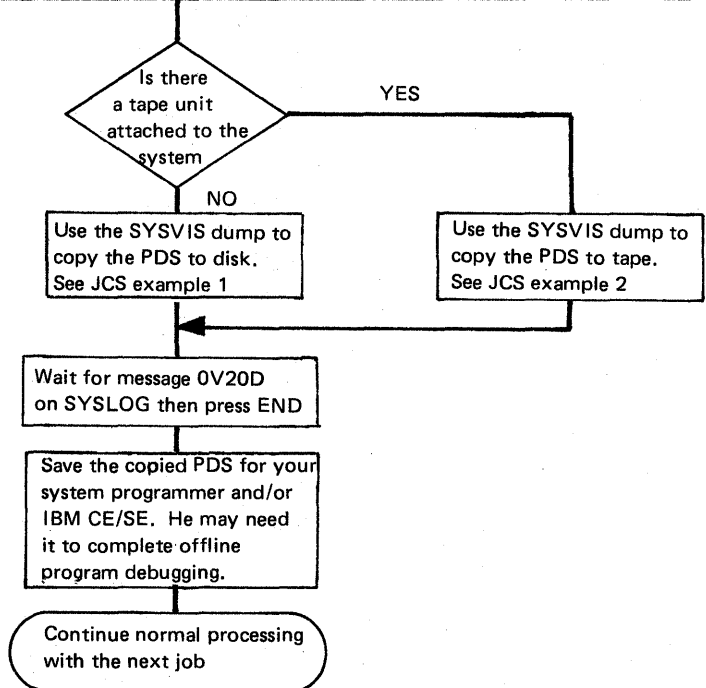 Is there
a tape unit
attached to the
system
YES
NO
Use the SYSVIS dump to
copy the PDS to disk.
See JCS example 1
Use the SYSVIS dump to
copy the PDS to tape.
See JCS example 2
Wait for message 0V20D
on SYSLOG then press END
Save the copied PDS for your
system programmer and/or
IBM CE/SE. He may need
it to complete offline
program debugging.
Continue normal processing
with the next job